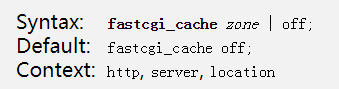 Syntax: fastcgi_cache zone | off;
Default: fastcgi_cache off;
Context: http, server, location